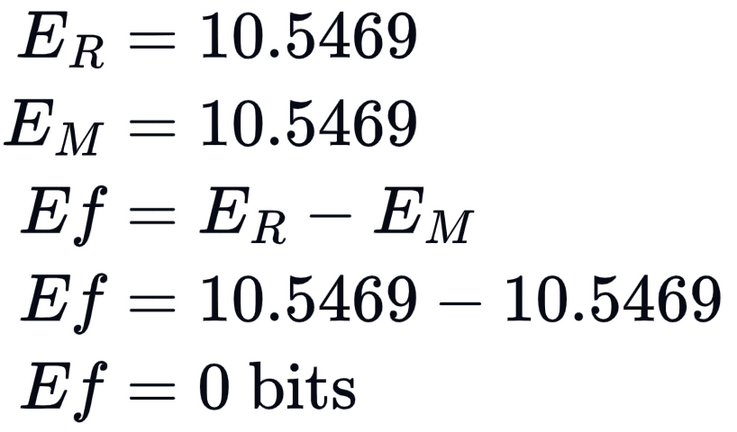 E_R = 10.5469
E_M = 10.5469
Ef = E_R − E_M
Ef = 10.5469 − 10.5469
Ef = 0 bits